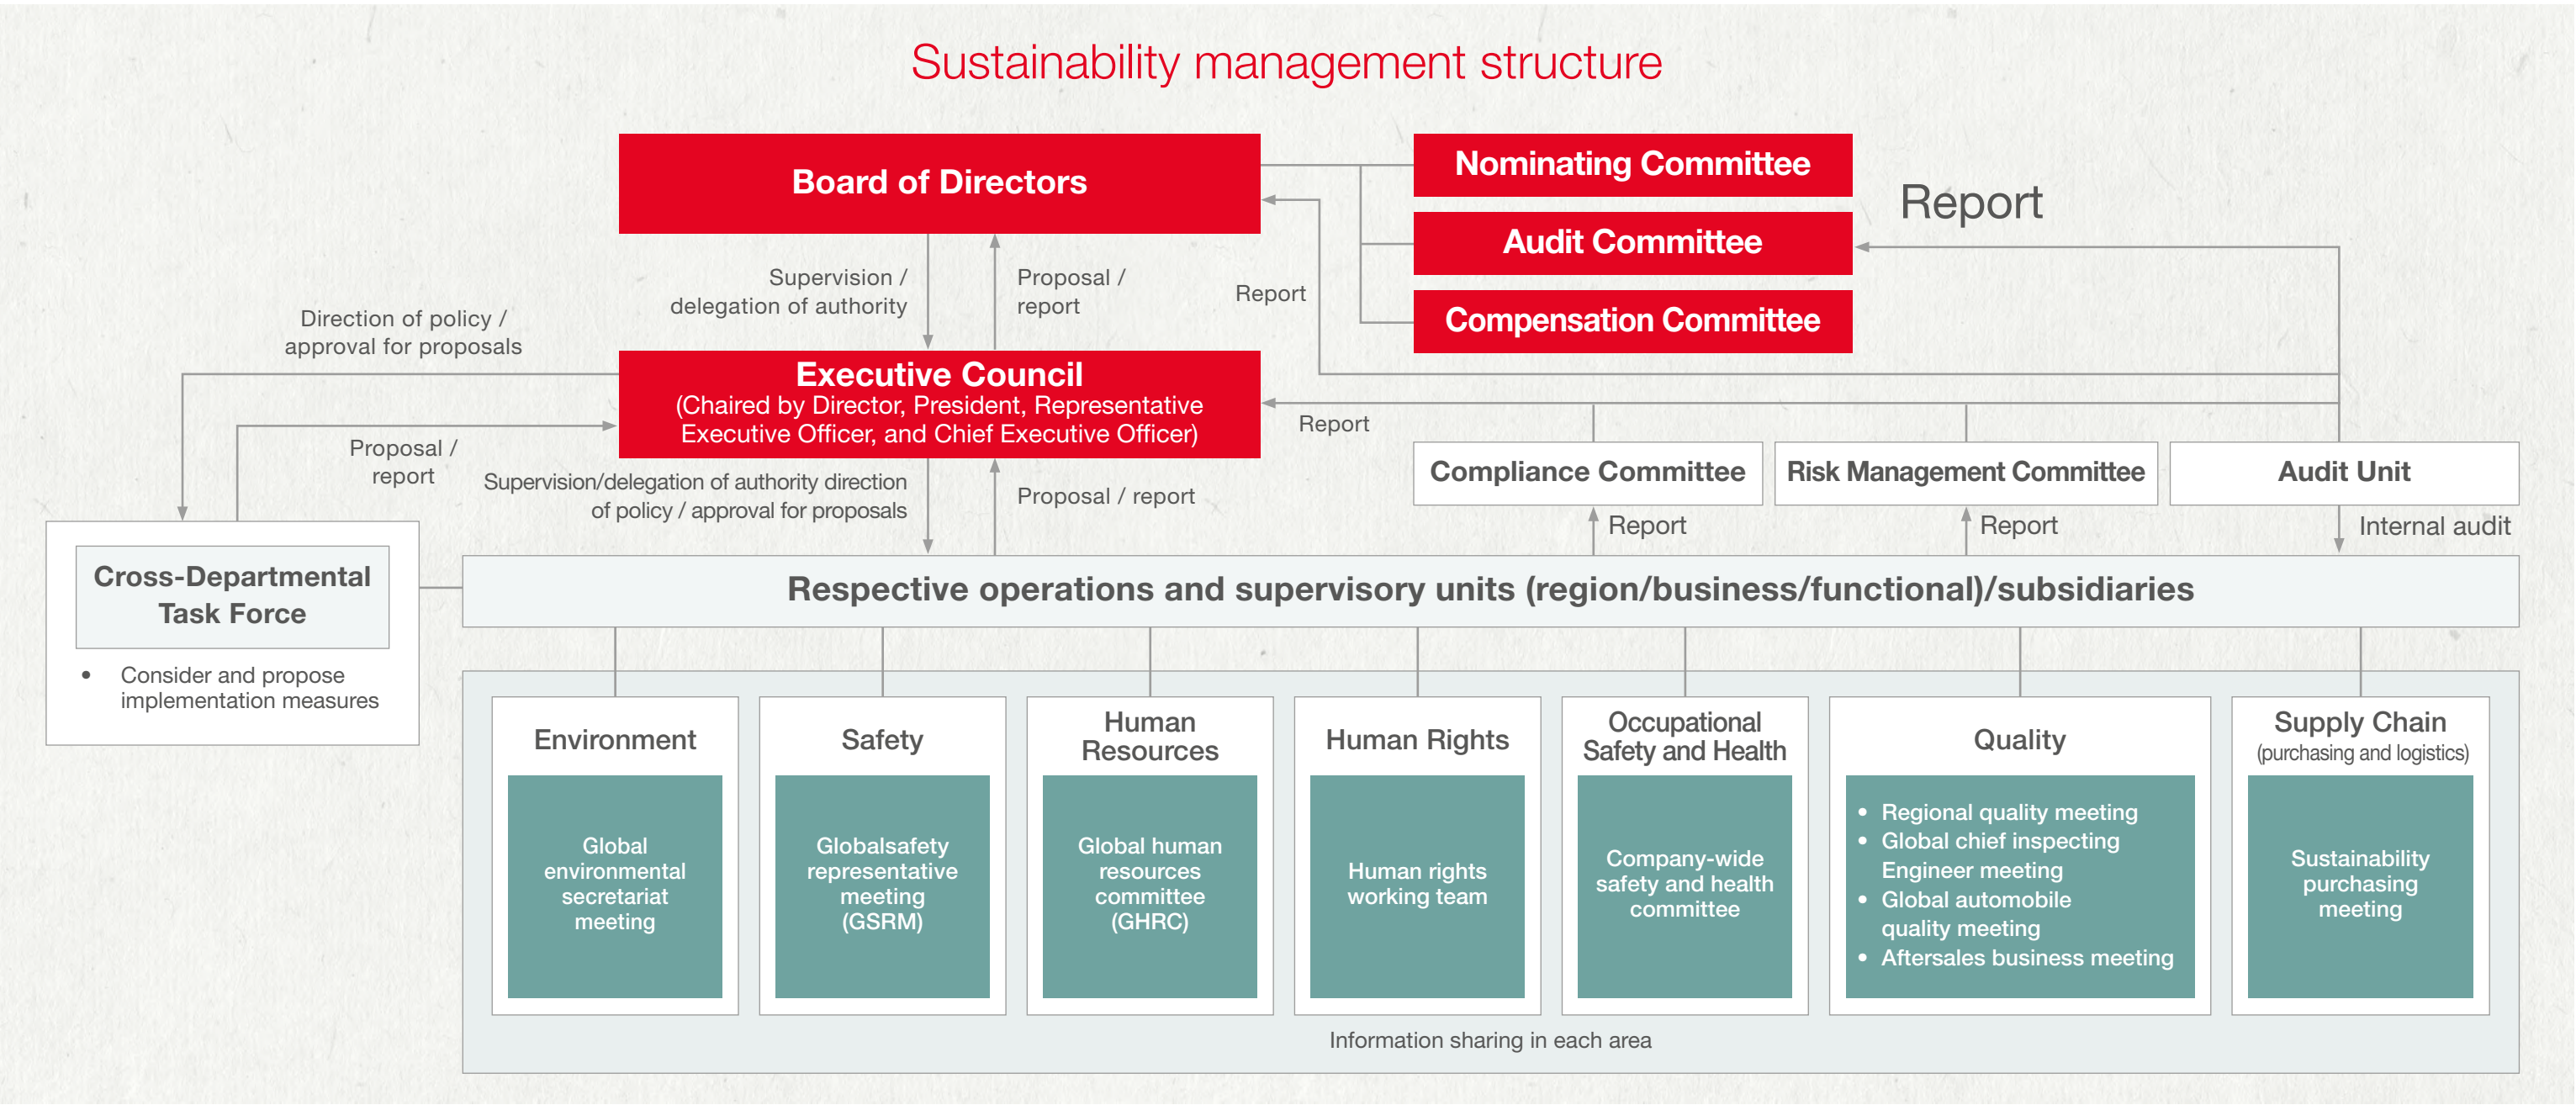 Sustainability management structure
Board of Directors
Nominating Committee
Audit Committee
Compensation Committee
Report
Supervision /
delegation of authority
Proposal /
report
Report
Direction of policy /
approval for proposals
Executive Council
(Chaired by Director, President, Representative
Executive Officer, and Chief Executive Officer)
Report
Proposal /
report
Supervision/delegation of authority direction
of policy / approval for proposals
Proposal / report
Compliance Committee
Risk Management Committee
Audit Unit
Report
Report
Internal audit
Cross-Departmental
Task Force
• Consider and propose
implementation measures
Respective operations and supervisory units (region/business/functional)/subsidiaries
Environment
Global
environmental
secretariat
meeting
Safety
Globalsafety
representative
meeting
(GSRM)
Human
Resources
Global human
resources
committee
(GHRC)
Human Rights
Human rights
working team
Occupational
Safety and Health
Company-wide
safety and health
committee
Quality
• Regional quality meeting
• Global chief inspecting
Engineer meeting
• Global automobile
quality meeting
• Aftersales business meeting
Supply Chain
(purchasing and logistics)
Sustainability
purchasing
meeting
Information sharing in each area